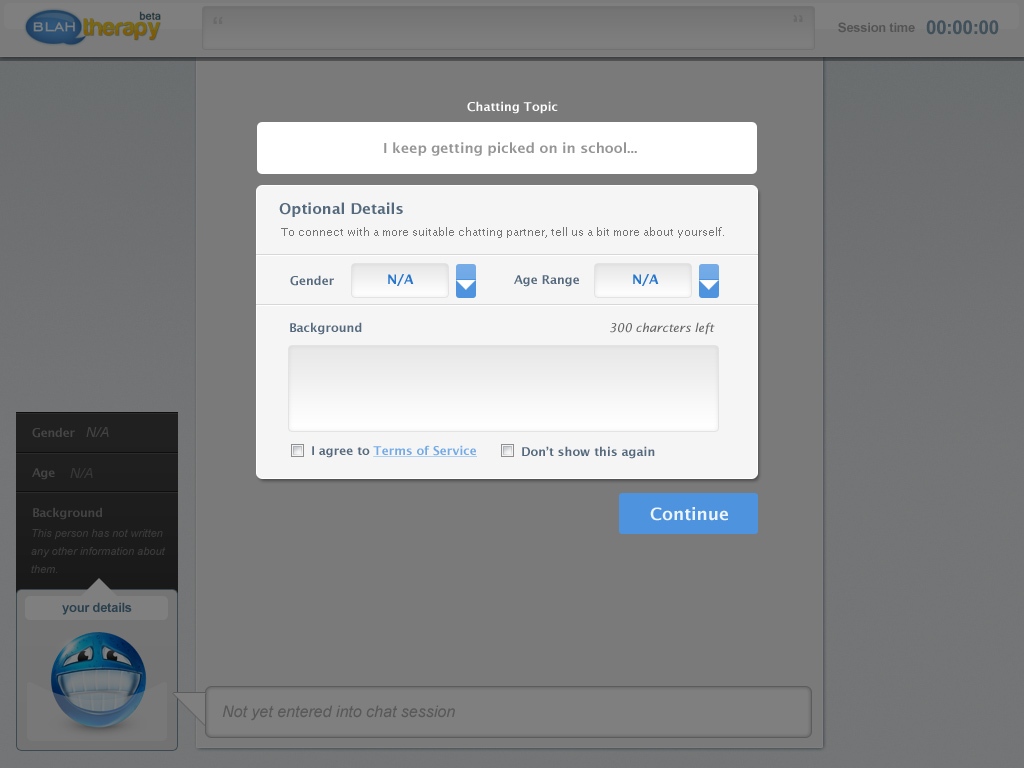 BLAH therapy beta
“ ”
Session time 00:00:00
Chatting Topic
I keep getting picked on in school...
Optional Details
To connect with a more suitable chatting partner, tell us a bit more about yourself.
Gender N/A Age Range N/A
Background 300 charcters left
I agree to Terms of Service Don't show this again
Continue
Gender N/A
Age N/A
Background
This person has not written
any other information about
them.
your details
Not yet entered into chat session